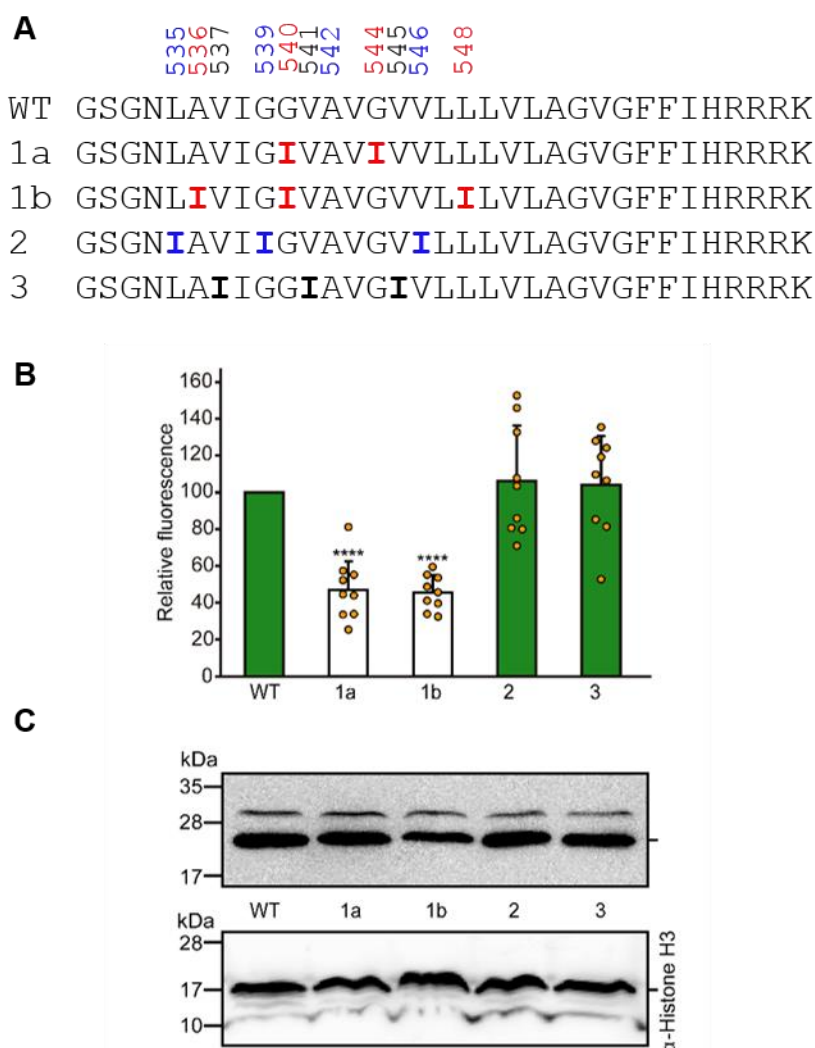 A
535 536 537 539 540 541 542 544 545 546 548
WT GSGNLAVIGGVAVGVVLLLVLAGVGFFIHRRRK
1a GSGNLAVIGIVAVIVVLLLVLAGVGFFIHRRRK
1b GSGNLIVIGIVAVGVVLILVLAGVGFFIHRRRK
2 GSGNIAVIIGVAVGVILLLVLAGVGFFIHRRRK
3 GSGNLAIIGGIAVGIVLLLVLAGVGFFIHRRRK
B
Relative fluorescence
160
140
120
100
80
60
40
20
0
**** ****
WT 1a 1b 2 3
C
kDa
35
28
17
WT 1a 1b 2 3
kDa
28
17
10
α-Histone H3